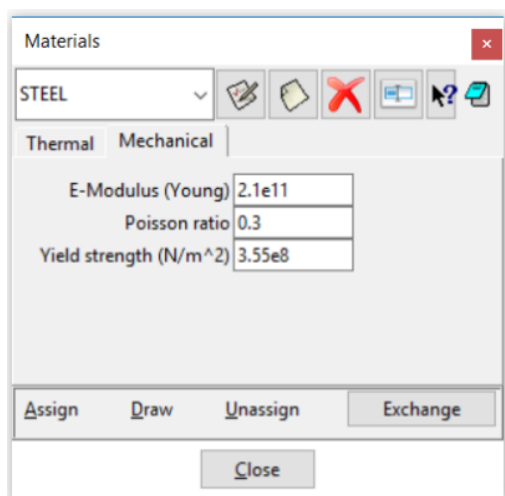 Materials
STEEL
Thermal Mechanical
E-Modulus (Young) 2.1e11
Poisson ratio 0.3
Yield strength (N/m^2) 3.55e8
Assign Draw Unassign Exchange
Close